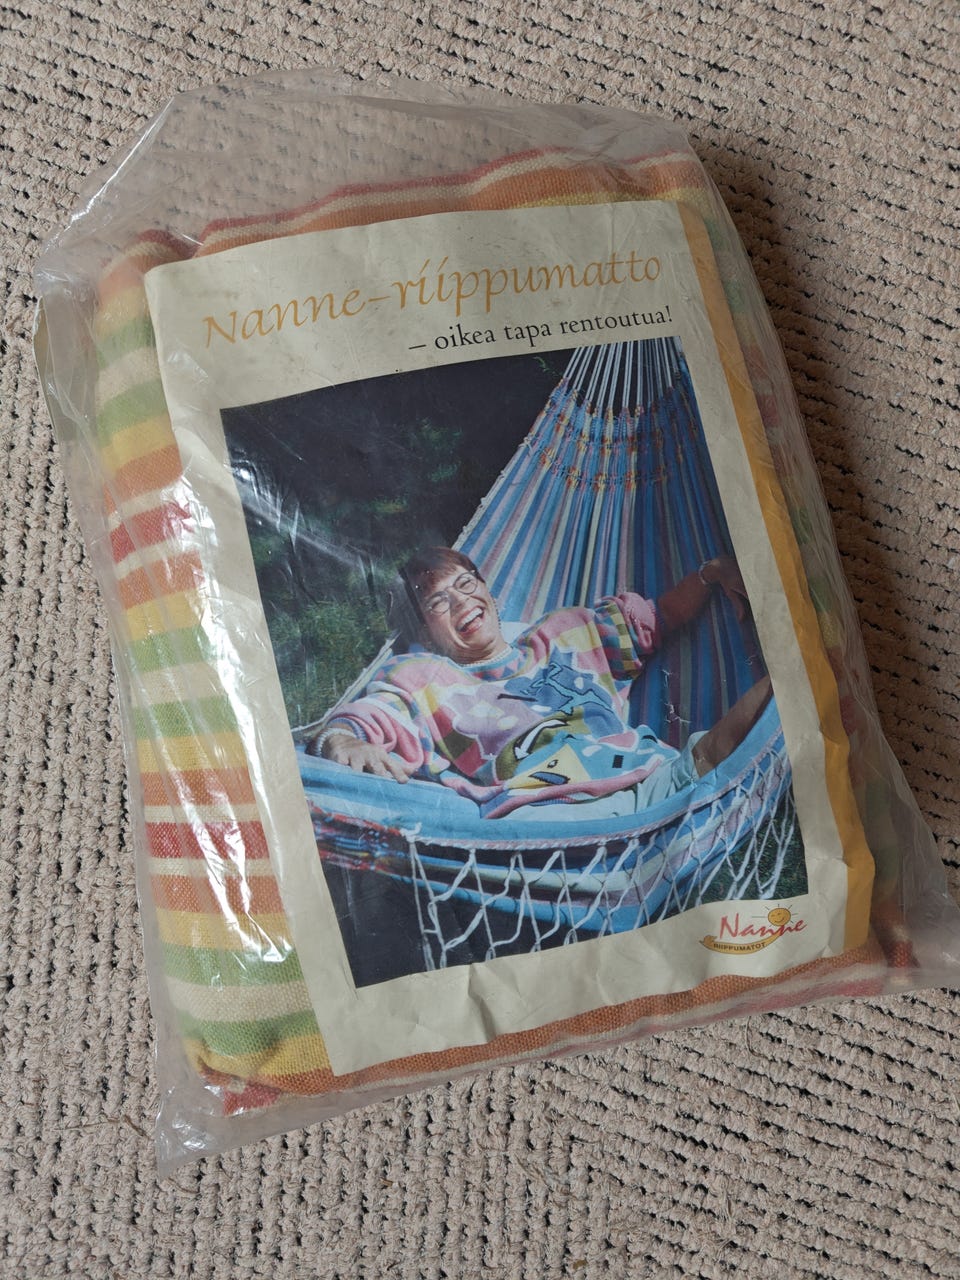 Nanne-riippumatto
– oikea tapa rentoutua!
Nanne
RIIPPUMATOT